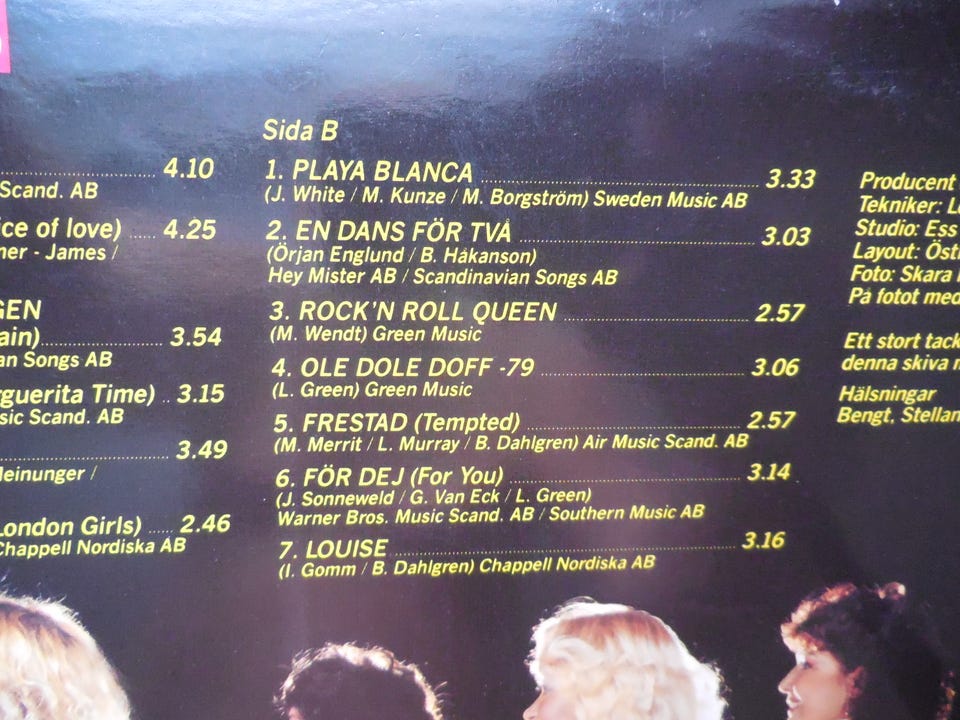 4.10
Scand. AB
ice of love) ...... 4.25
ner - James /
GEN
ain) ...... 3.54
an Songs AB
rguerita Time) .. 3.15
sic Scand. AB
3.49
Meinunger /
London Girls) ..... 2.46
Chappell Nordiska AB
Sida B
1. PLAYA BLANCA ...... 3.33
(J. White / M. Kunze / M. Borgström) Sweden Music AB
2. EN DANS FÖR TVÅ ...... 3.03
(Örjan Englund / B. Håkanson)
Hey Mister AB / Scandinavian Songs AB
3. ROCK'N ROLL QUEEN ...... 2.57
(M. Wendt) Green Music
4. OLE DOLE DOFF -79 ...... 3.06
(L. Green) Green Music
5. FRESTAD (Tempted) ...... 2.57
(M. Merrit / L. Murray / B. Dahlgren) Air Music Scand. AB
6. FÖR DEJ (For You) ...... 3.14
(J. Sonneweld / G. Van Eck / L. Green)
Warner Bros. Music Scand. AB / Southern Music AB
7. LOUISE ...... 3.16
(I. Gomm / B. Dahlgren) Chappell Nordiska AB
Producent
Tekniker: L
Studio: Ess
Layout: Östl
Foto: Skara
På fotot med
Ett stort tack
denna skiva m
Hälsningar
Bengt, Stellan